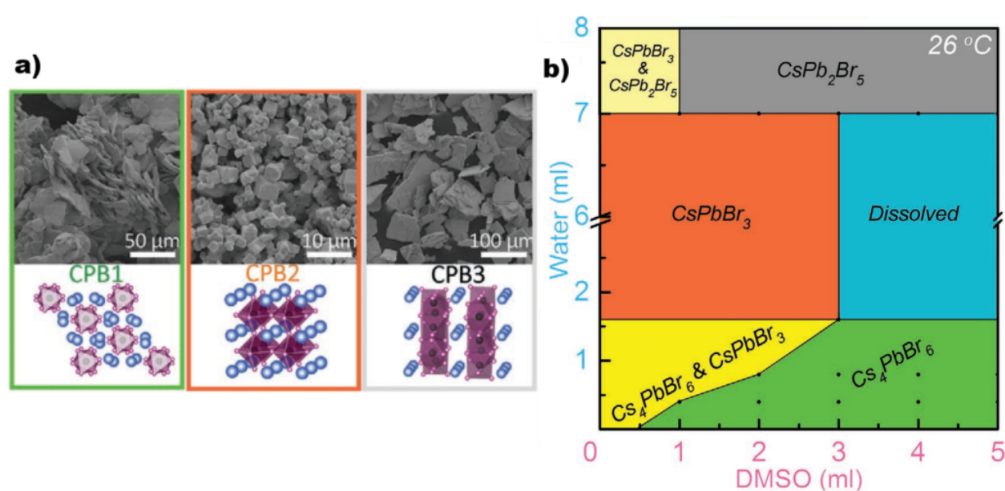 a)
50 µm
10 µm
100 µm
CPB1
CPB2
CPB3
b)
26 °C
CsPbBr3
&
CsPb2Br5
CsPb2Br5
CsPbBr3
Dissolved
Cs4PbBr6 & CsPbBr3
Cs4PbBr6
Water (ml)
8
7
6
2
1
0
1
2
3
4
5
DMSO (ml)